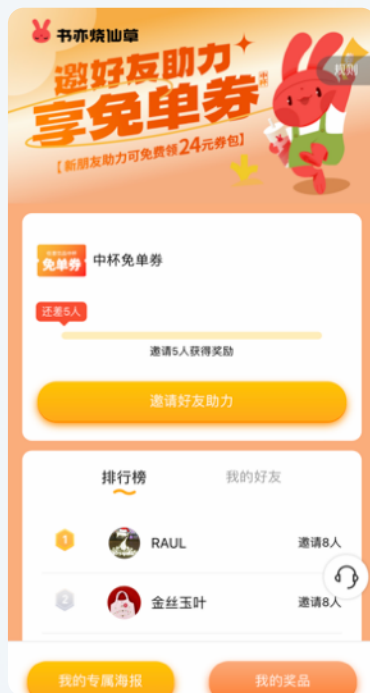 书亦烧仙草
邀好友助力
规则
享免单券
【新朋友助力可免费领24元券包】
免单券
中杯免单券
还差5人
邀请5人获得奖励
邀请好友助力
排行榜
我的好友
1
RAUL
邀请8人
2
金丝玉叶
邀请8人
我的专属海报
我的奖品